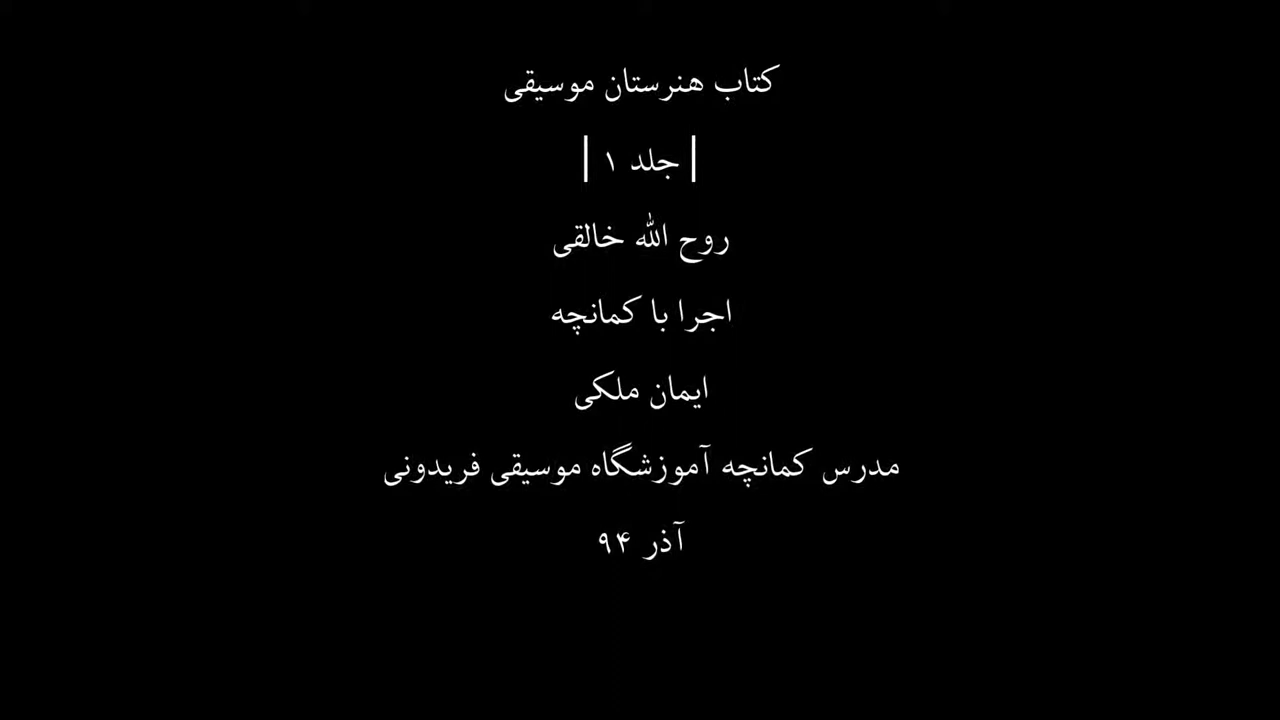 کتاب هنرستان موسیقی
| جلد ۱ |
روح الله خالقی
اجرا با کمانچه
ایمان ملکی
مدرس کمانچه آموزشگاه موسیقی فریدونی
آذر ۹۴